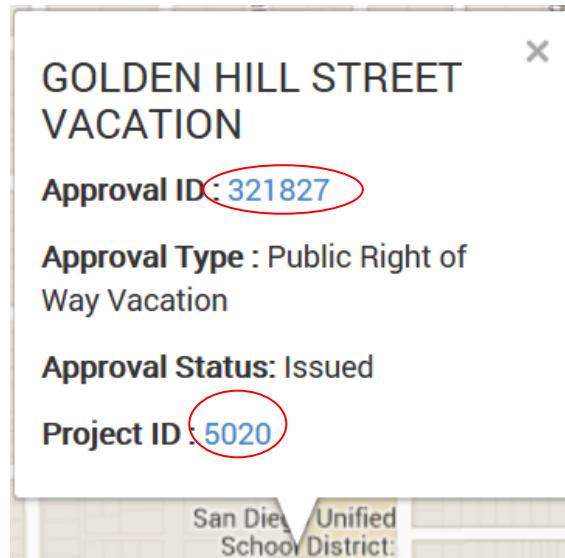 ×
GOLDEN HILL STREET
VACATION
Approval ID : 321827
Approval Type : Public Right of
Way Vacation
Approval Status: Issued
Project ID : 5020
San Diego Unified
School District: